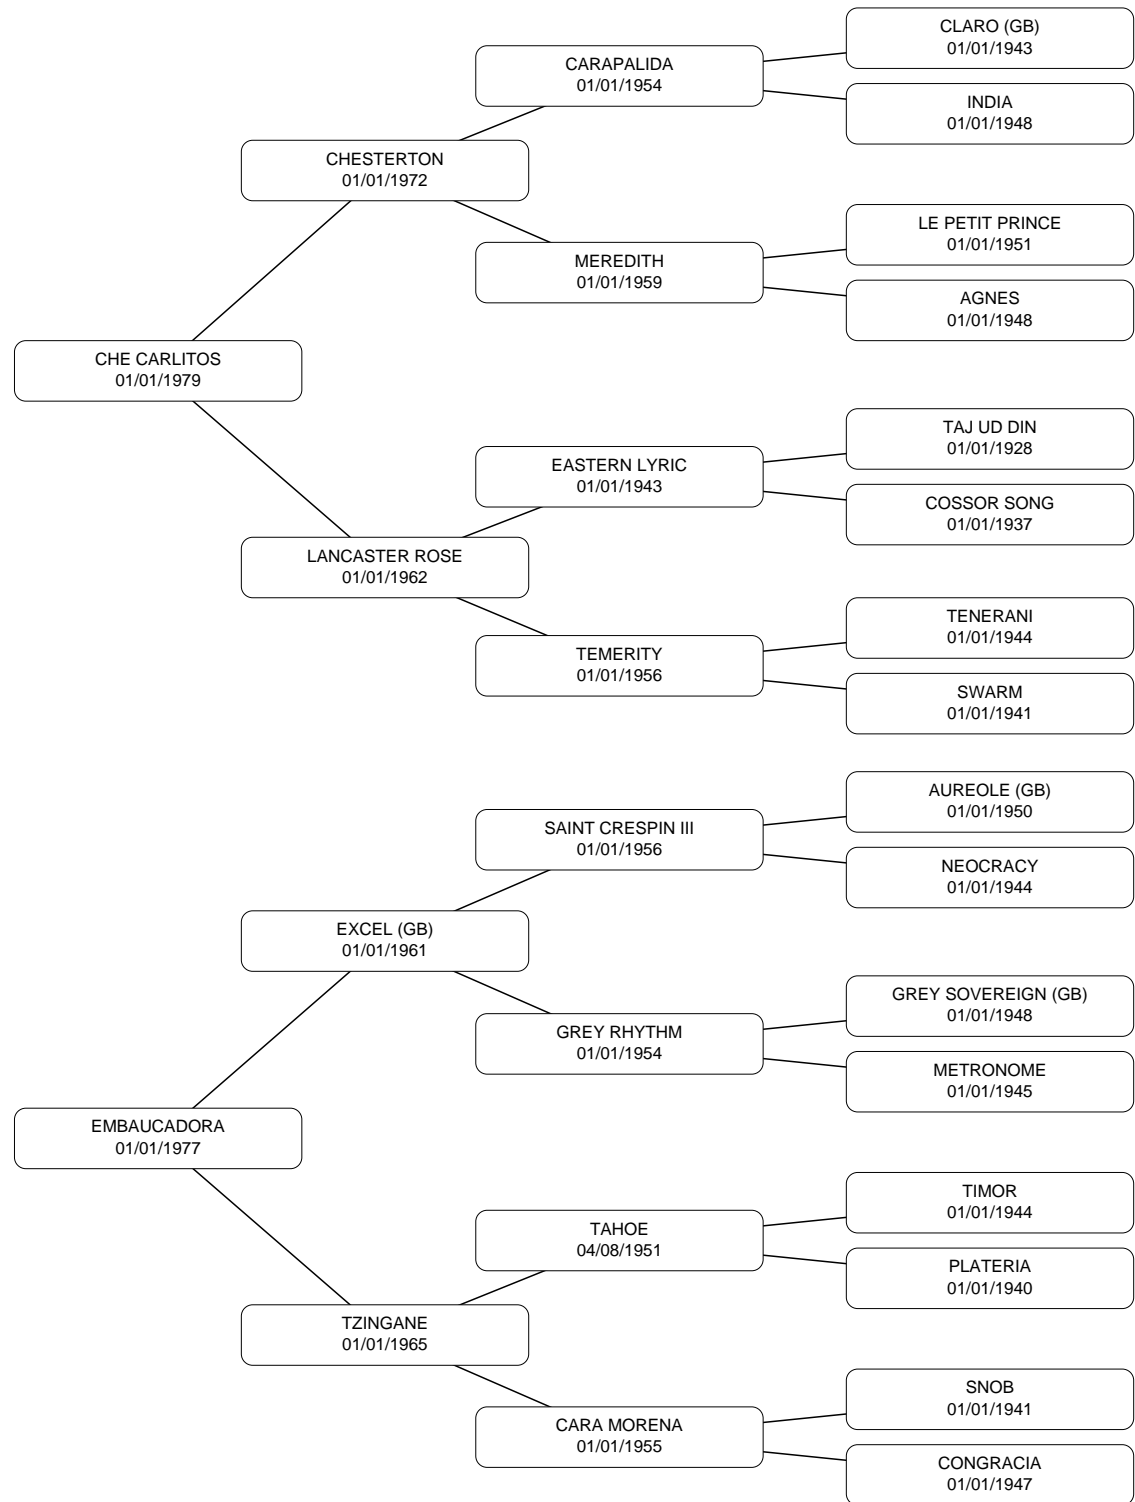 CLARO (GB)
01/01/1943
CARAPALIDA
01/01/1954
INDIA
01/01/1948
CHESTERTON
01/01/1972
LE PETIT PRINCE
01/01/1951
MEREDITH
01/01/1959
AGNES
01/01/1948
CHE CARLITOS
01/01/1979
TAJ UD DIN
01/01/1928
EASTERN LYRIC
01/01/1943
COSSOR SONG
01/01/1937
LANCASTER ROSE
01/01/1962
TENERANI
01/01/1944
TEMERITY
01/01/1956
SWARM
01/01/1941
AUREOLE (GB)
01/01/1950
SAINT CRESPIN III
01/01/1956
NEOCRACY
01/01/1944
EXCEL (GB)
01/01/1961
GREY SOVEREIGN (GB)
01/01/1948
GREY RHYTHM
01/01/1954
METRONOME
01/01/1945
EMBAUCADORA
01/01/1977
TIMOR
01/01/1944
TAHOE
04/08/1951
PLATERIA
01/01/1940
TZINGANE
01/01/1965
SNOB
01/01/1941
CARA MORENA
01/01/1955
CONGRACIA
01/01/1947